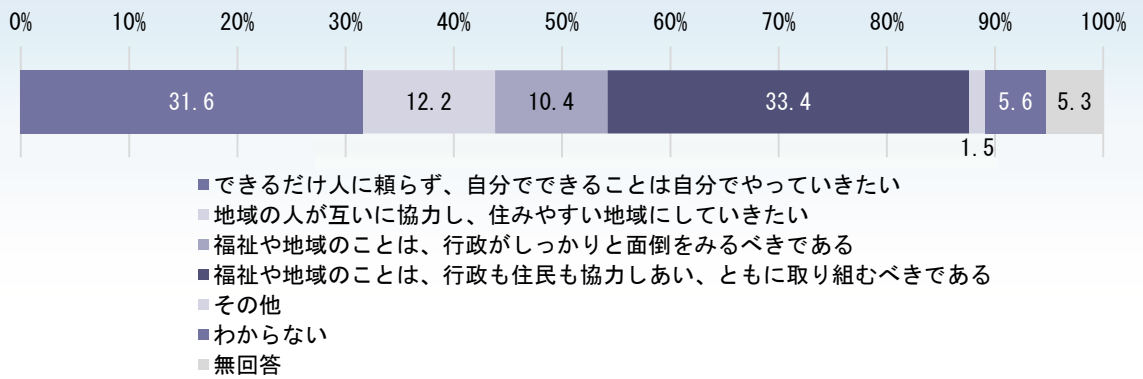 0% 10% 20% 30% 40% 50% 60% 70% 80% 90% 100%
31.6 12.2 10.4 33.4 5.6 5.3
1.5
できるだけ人に頼らず、自分でできることは自分でやっていきたい
地域の人が互いに協力し、住みやすい地域にしていきたい
福祉や地域のことは、行政がしっかりと面倒をみるべきである
福祉や地域のことは、行政も住民も協力しあい、ともに取り組むべきである
その他
わからない
無回答